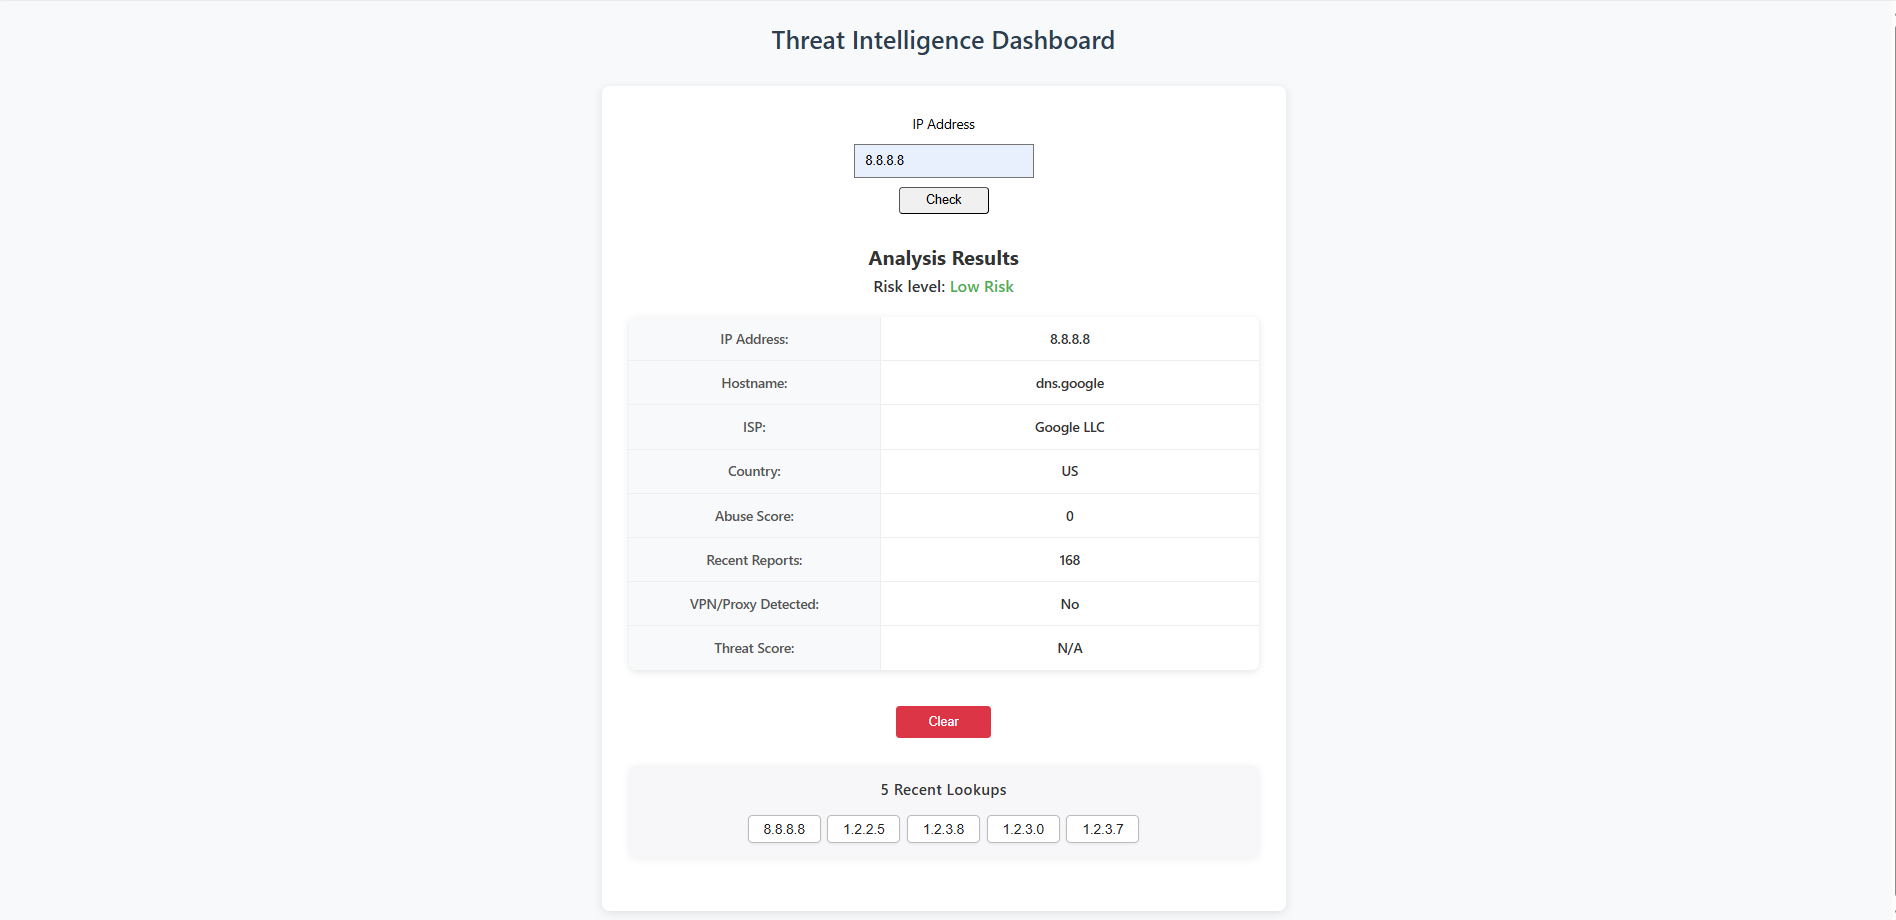 Threat Intelligence Dashboard
IP Address
8.8.8.8
Check
Analysis Results
Risk level: Low Risk
IP Address: 8.8.8.8
Hostname: dns.google
ISP: Google LLC
Country: US
Abuse Score: 0
Recent Reports: 168
VPN/Proxy Detected: No
Threat Score: N/A
Clear
5 Recent Lookups
8.8.8.8 1.2.2.5 1.2.3.8 1.2.3.0 1.2.3.7